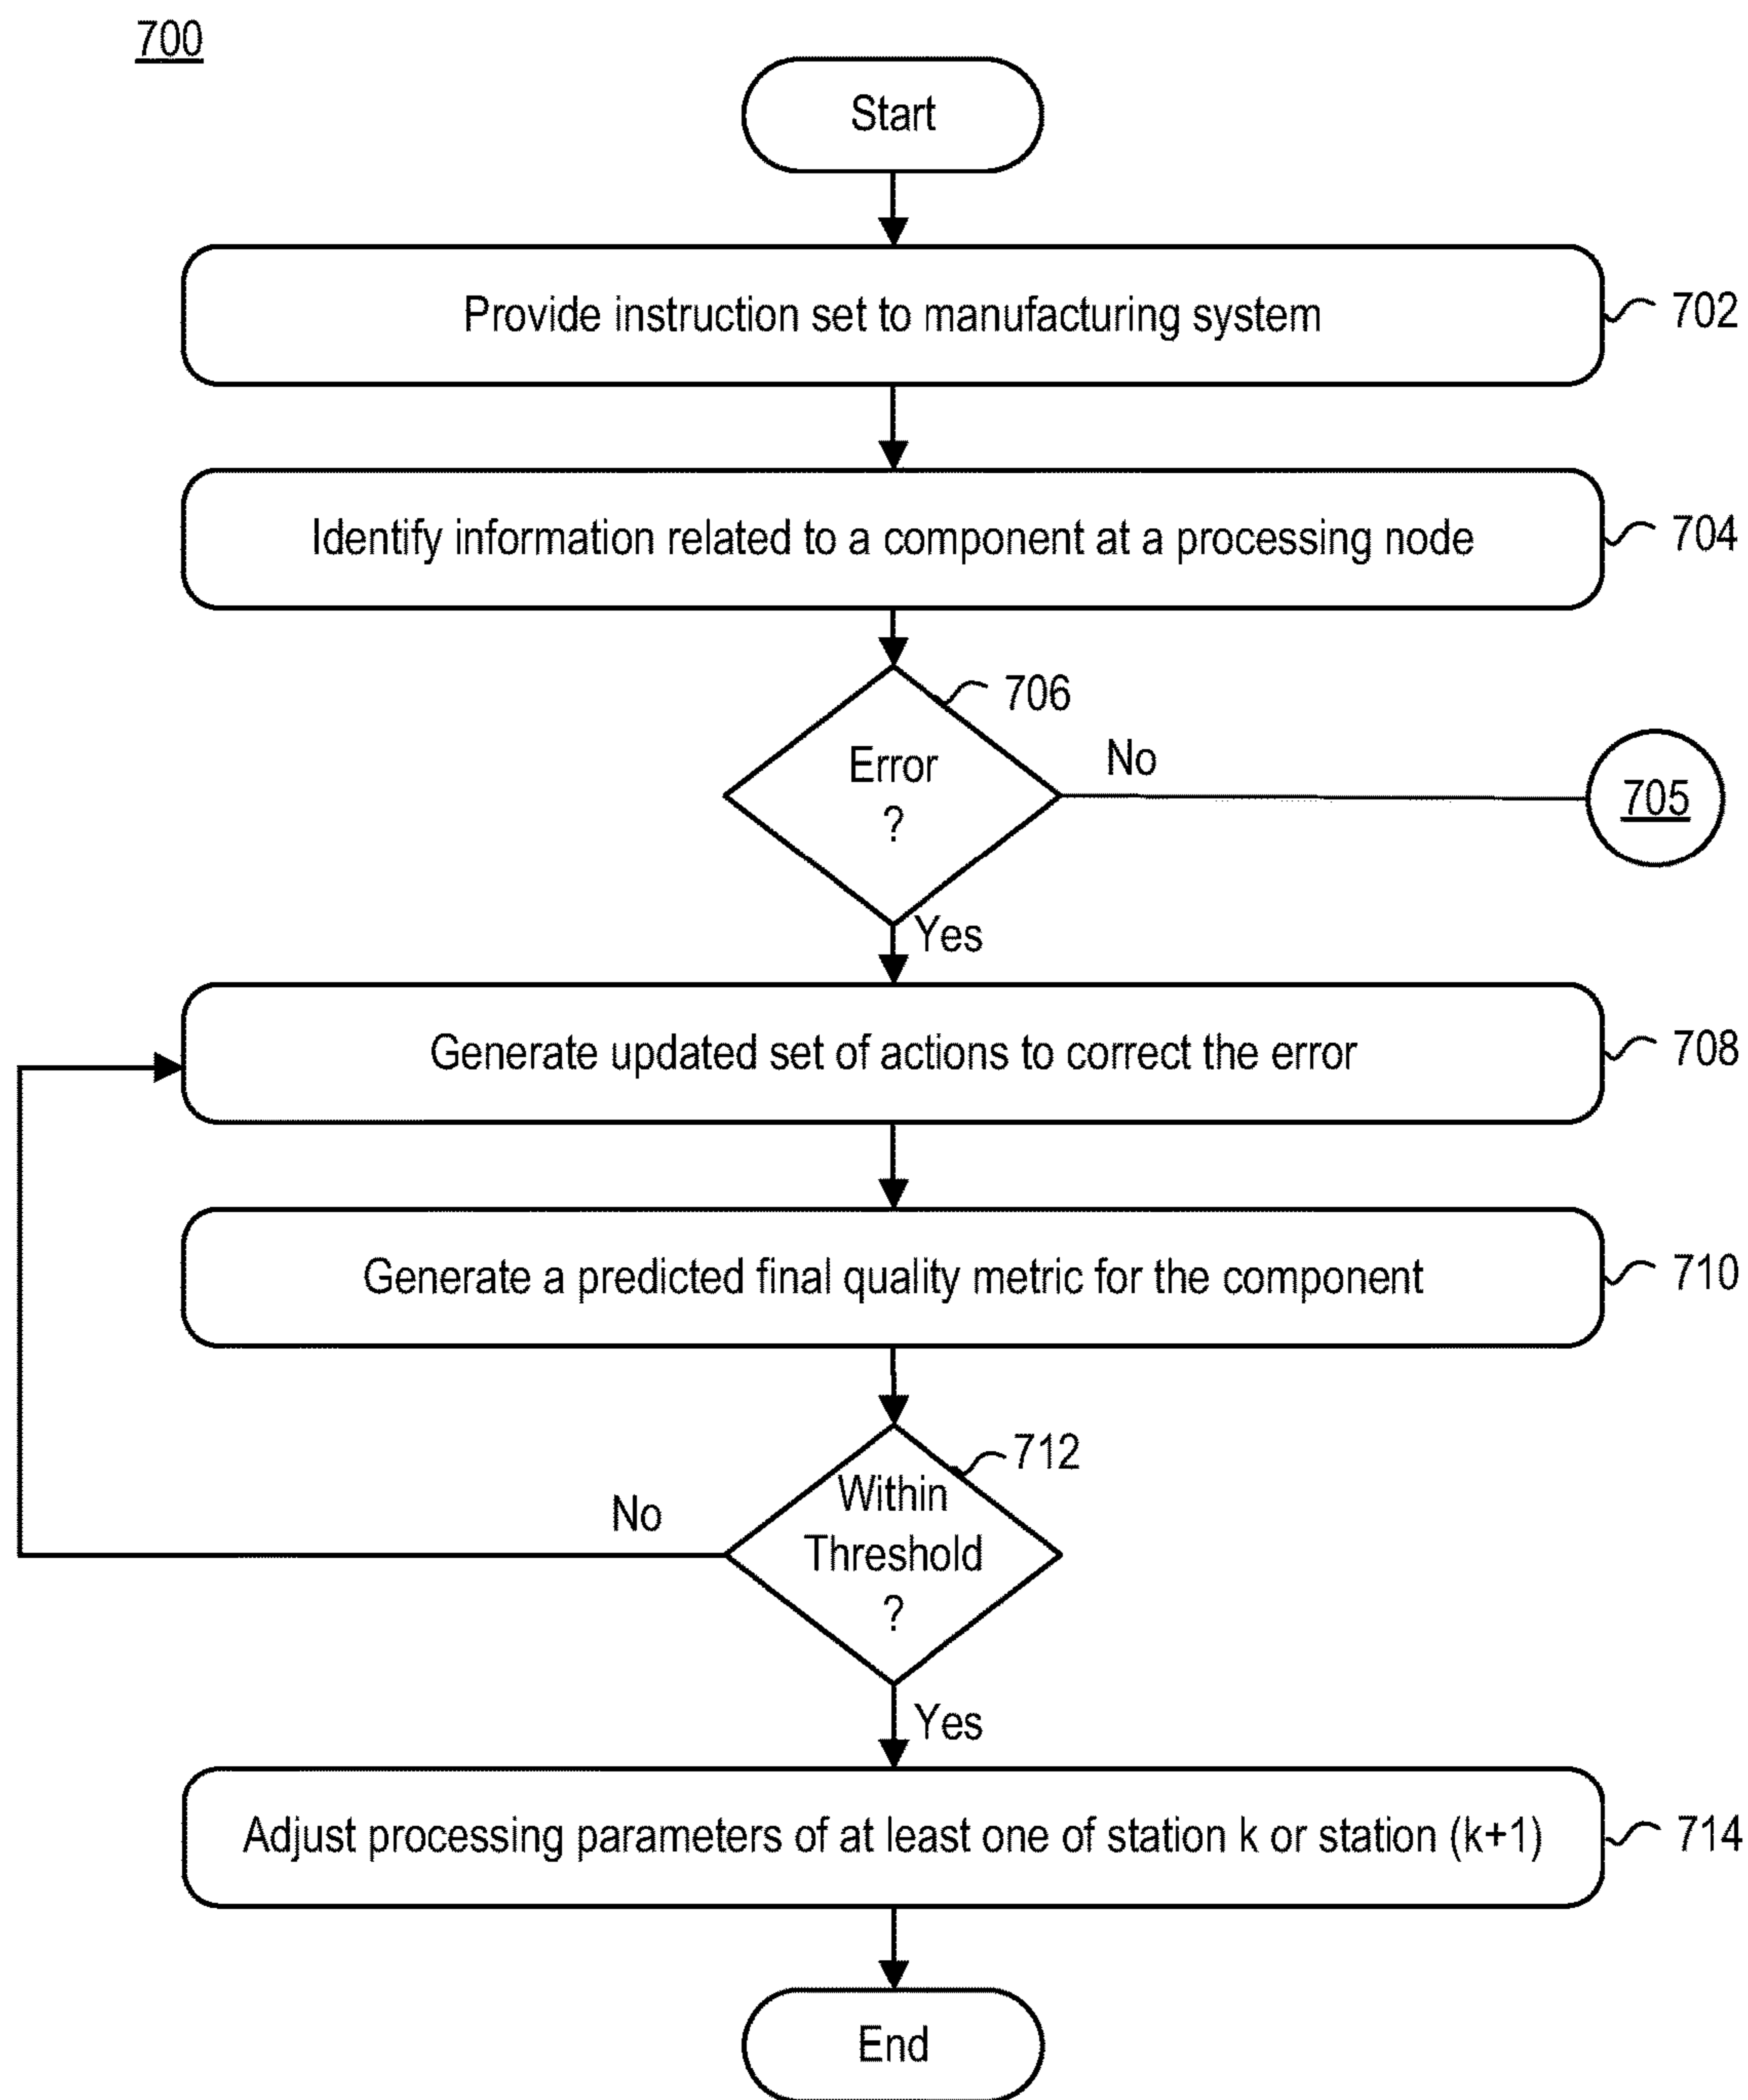 700
Start
Provide instruction set to manufacturing system
702
Identify information related to a component at a processing node
704
706
Error
?
No
705
Yes
Generate updated set of actions to correct the error
708
Generate a predicted final quality metric for the component
710
712
Within
Threshold
?
No
Yes
Adjust processing parameters of at least one of station k or station (k+1)
714
End